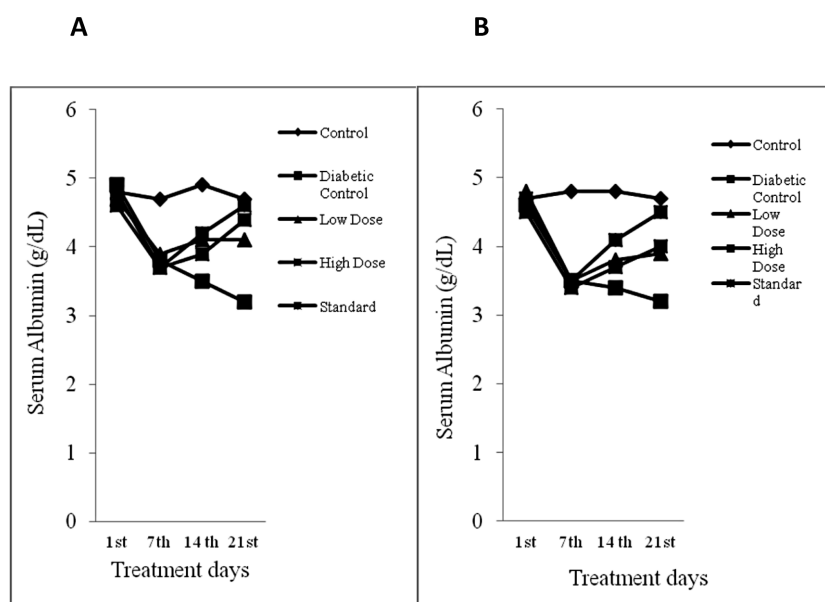 A
B
6
5
4
3
2
1
0
Serum Albumin (g/dL)
1st 7th 14 th 21st
Treatment days
Control
Diabetic
Control
Low Dose
High Dose
Standard
6
5
4
3
2
1
0
Serum Albumin (g/dL)
1st 7th 14 th 21st
Treatment days
Control
Diabetic
Control
Low
Dose
High
Dose
Standar
d